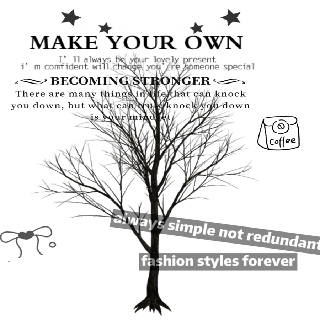 MAKE YOUR OWN
I'll always be your lovely present
i'm comfident will change you're someone special
BECOMING STRONGER
There are many things in life that can knock
you down, but what can truly knock you down
is your mindset
coffee
always simple not redundant
fashion styles forever